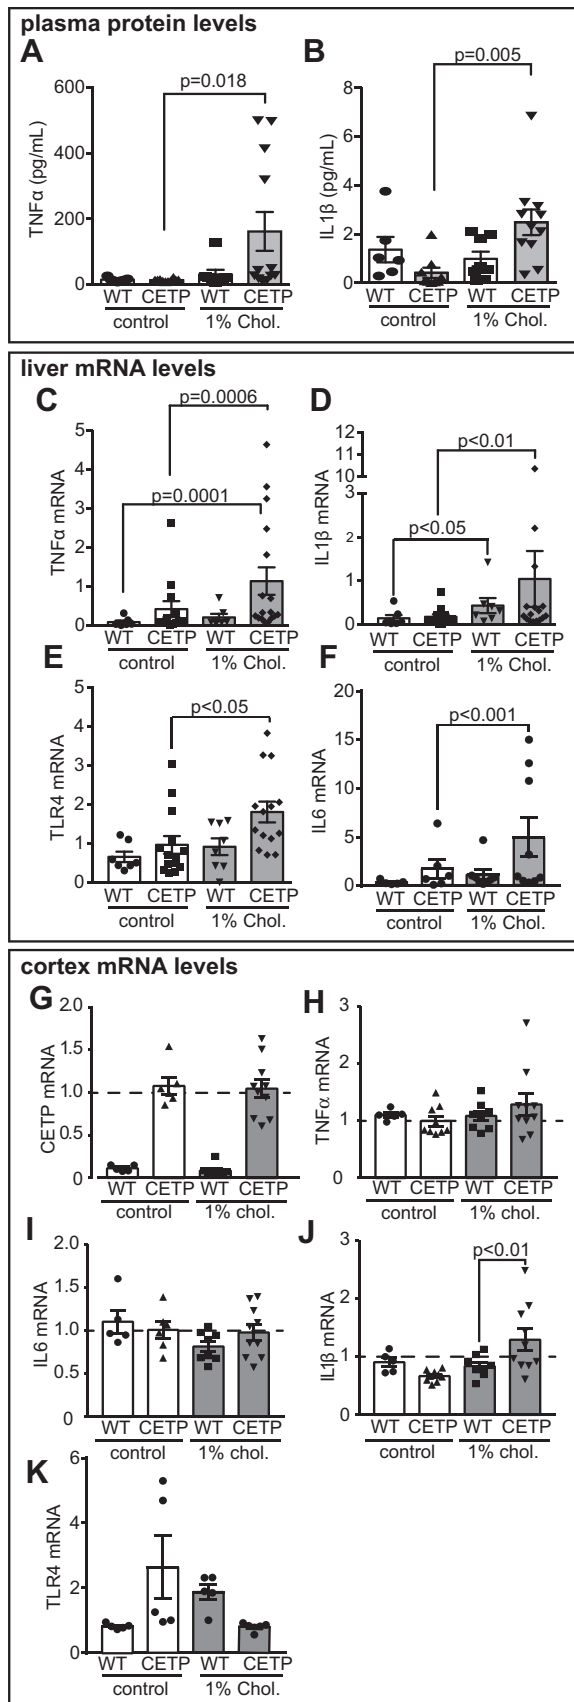 plasma protein levels
A B
p=0.018 p=0.005
600 400 200 0
TNFα (pg/mL)
8 6 4 2 0
IL1β (pg/mL)
WT CETP WT CETP WT CETP WT CETP
control 1% Chol. control 1% Chol.
liver mRNA levels
C D
p=0.0006
p=0.0001
5 4 3 2 1 0
TNFα mRNA
p<0.01
p<0.05
12 11 10 3 2 1 0
IL1β mRNA
WT CETP WT CETP WT CETP WT CETP
control 1% Chol. control 1% Chol.
E F
p<0.05 p<0.001
5 4 3 2 1 0
TLR4 mRNA
20 15 10 5 0
IL6 mRNA
WT CETP WT CETP WT CETP WT CETP
control 1% Chol. control 1% Chol.
cortex mRNA levels
G H
2.0 1.5 1.0 0.5 0
CETP mRNA
3 2 1 0
TNFα mRNA
WT CETP WT CETP WT CETP WT CETP
control 1% chol. control 1% chol.
I J
2.0 1.5 1.0 0.5 0
IL6 mRNA
p<0.01
3 2 1 0
IL1β mRNA
WT CETP WT CETP WT CETP WT CETP
control 1% chol. control 1% chol.
K
6 4 2 0
TLR4 mRNA
WT CETP WT CETP
control 1% Chol.